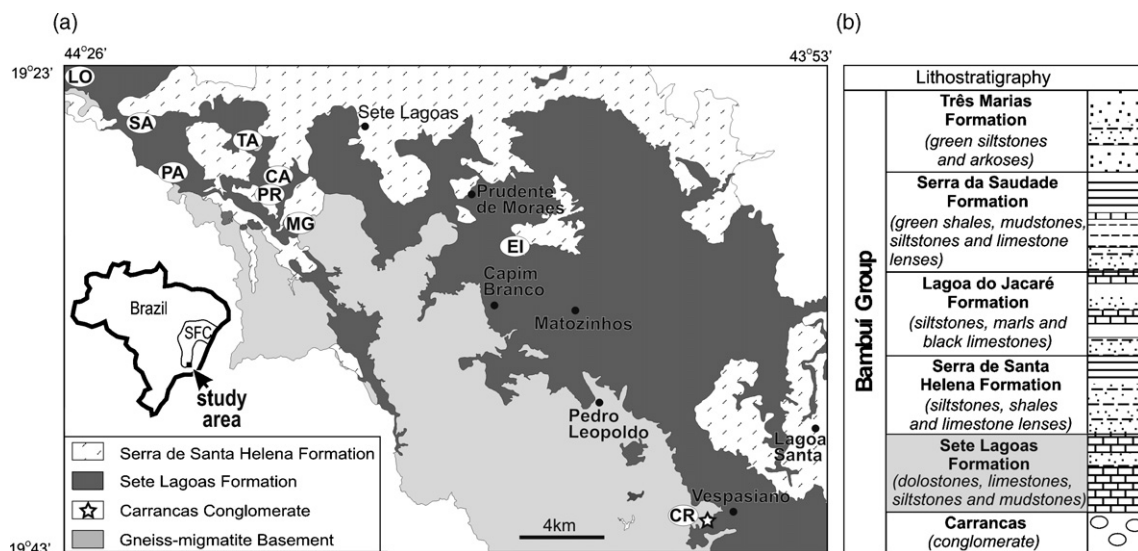 (a)
44°26'
43°53'
19°23'
19°43'
LO
SA
TA
PA
CA
PR
MG
EI
CR
Sete Lagoas
Prudente
de Moraes
Capim
Branco
Matozinhos
Pedro
Leopoldo
Lagoa
Santa
Vespasiano
Brazil
SFC
study
area
Serra de Santa Helena Formation
Sete Lagoas Formation
Carrancas Conglomerate
Gneiss-migmatite Basement
4km
(b)
Lithostratigraphy
Bambuí Group
Três Marias
Formation
(green siltstones
and arkoses)
Serra da Saudade
Formation
(green shales, mudstones,
siltstones and limestone
lenses)
Lagoa do Jacaré
Formation
(siltstones, marls and
black limestones)
Serra de Santa
Helena Formation
(siltstones, shales
and limestone lenses)
Sete Lagoas
Formation
(dolostones, limestones,
siltstones and mudstones)
Carrancas
(conglomerate)